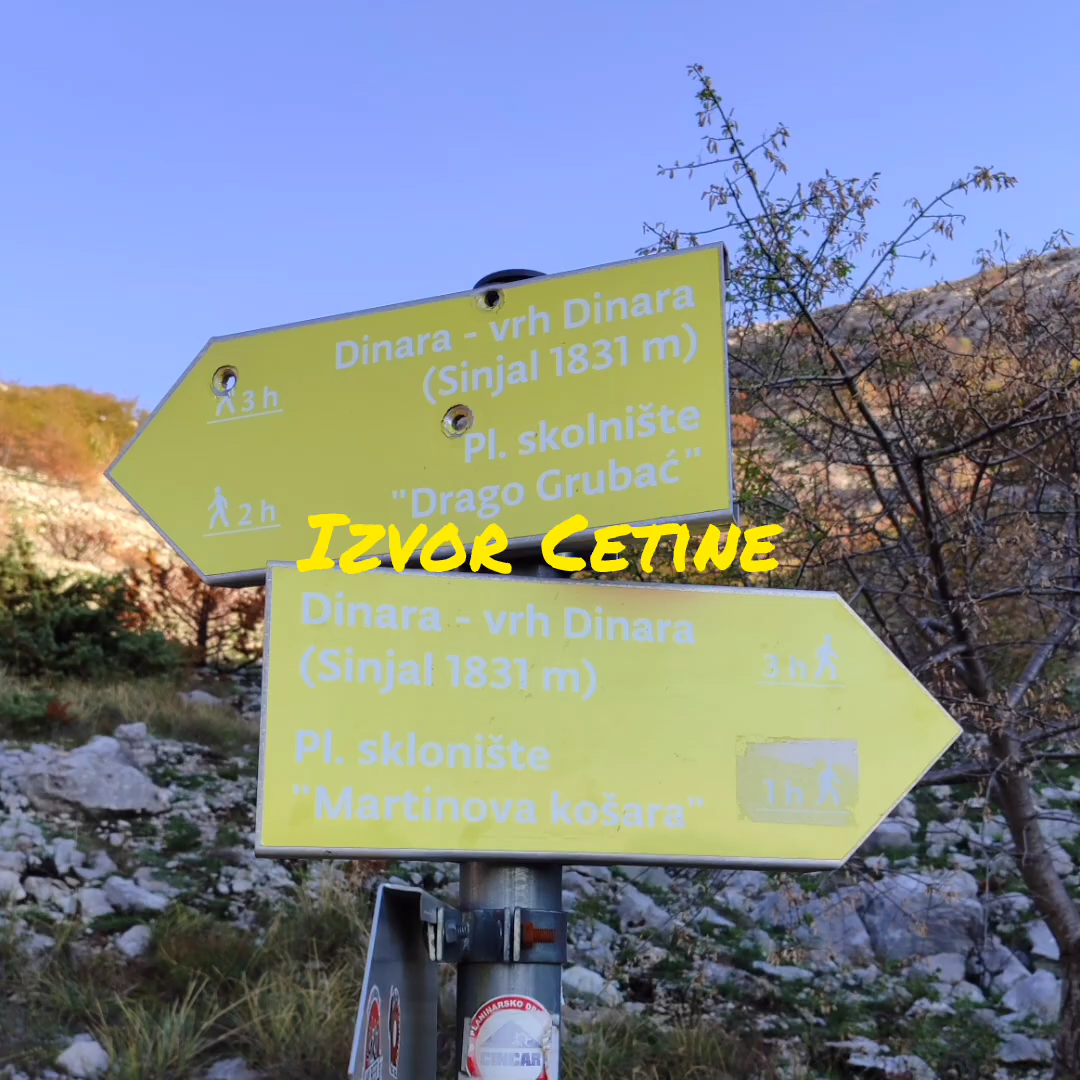 Dinara - vrh Dinara
(Sinjal 1831 m)
3 h
Pl. skolnište
"Drago Grubać"
2 h
Izvor Cetine
Dinara - vrh Dinara
(Sinjal 1831 m)
3 h
Pl. sklonište
"Martinova košara"
1 h
PLANINARSKO
CINCAR